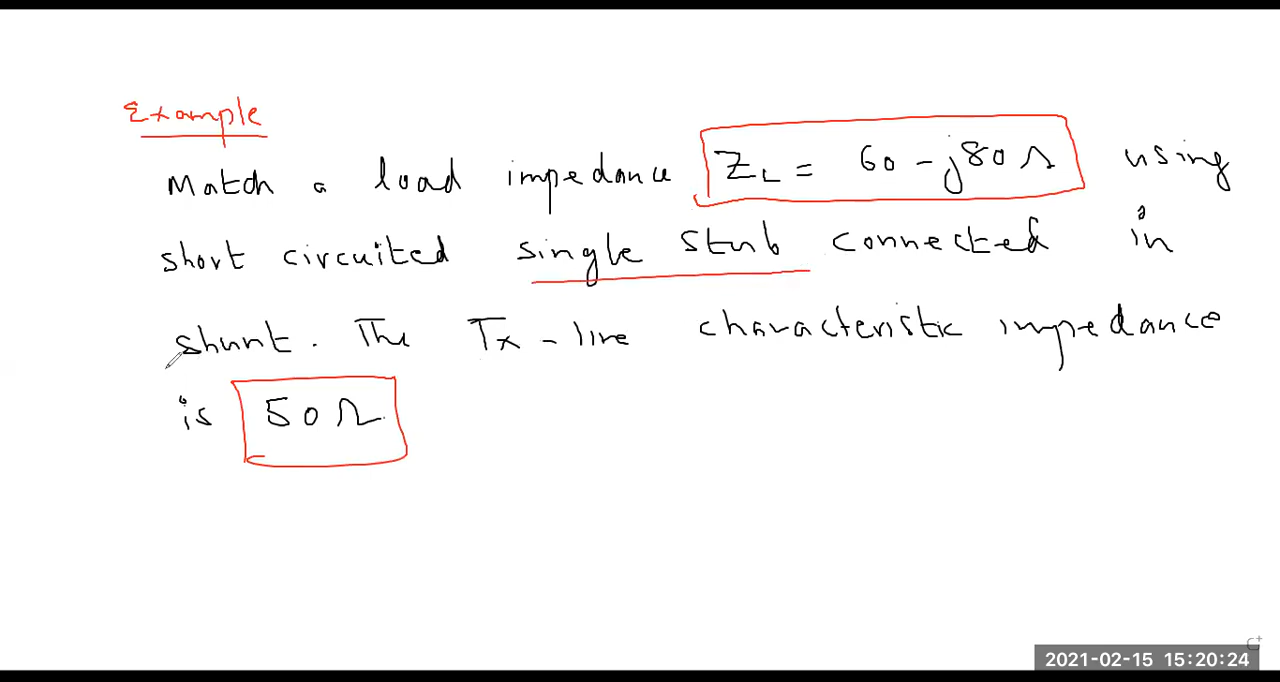 Example
Match a load impedance ZL = 60 - j80 Ω using
short circuited single stub connected in
shunt. The Tx - line characteristic impedance
is 50 Ω
2021-02-15 15:20:24